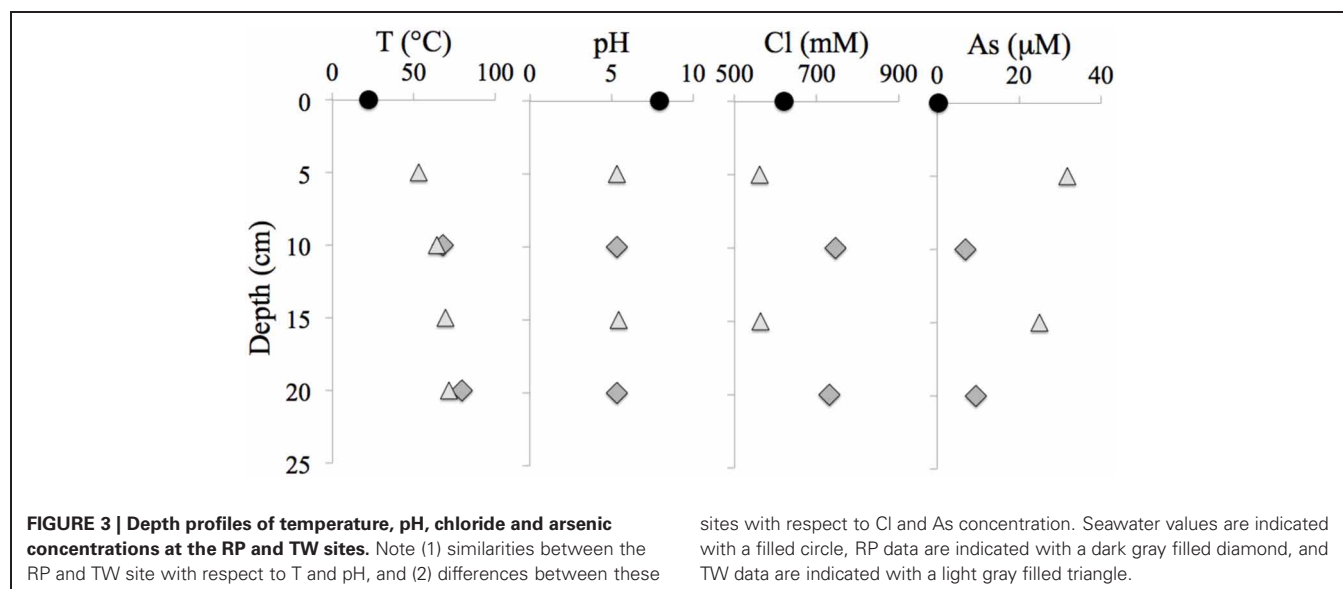 T (°C) pH Cl (mM) As (µM)
0 50 100 0 5 10 500 700 900 0 20 40
0
5
10
15
20
25
Depth (cm)
FIGURE 3 | Depth profiles of temperature, pH, chloride and arsenic
concentrations at the RP and TW sites. Note (1) similarities between the
RP and TW site with respect to T and pH, and (2) differences between these
sites with respect to Cl and As concentration. Seawater values are indicated
with a filled circle, RP data are indicated with a dark gray filled diamond, and
TW data are indicated with a light gray filled triangle.